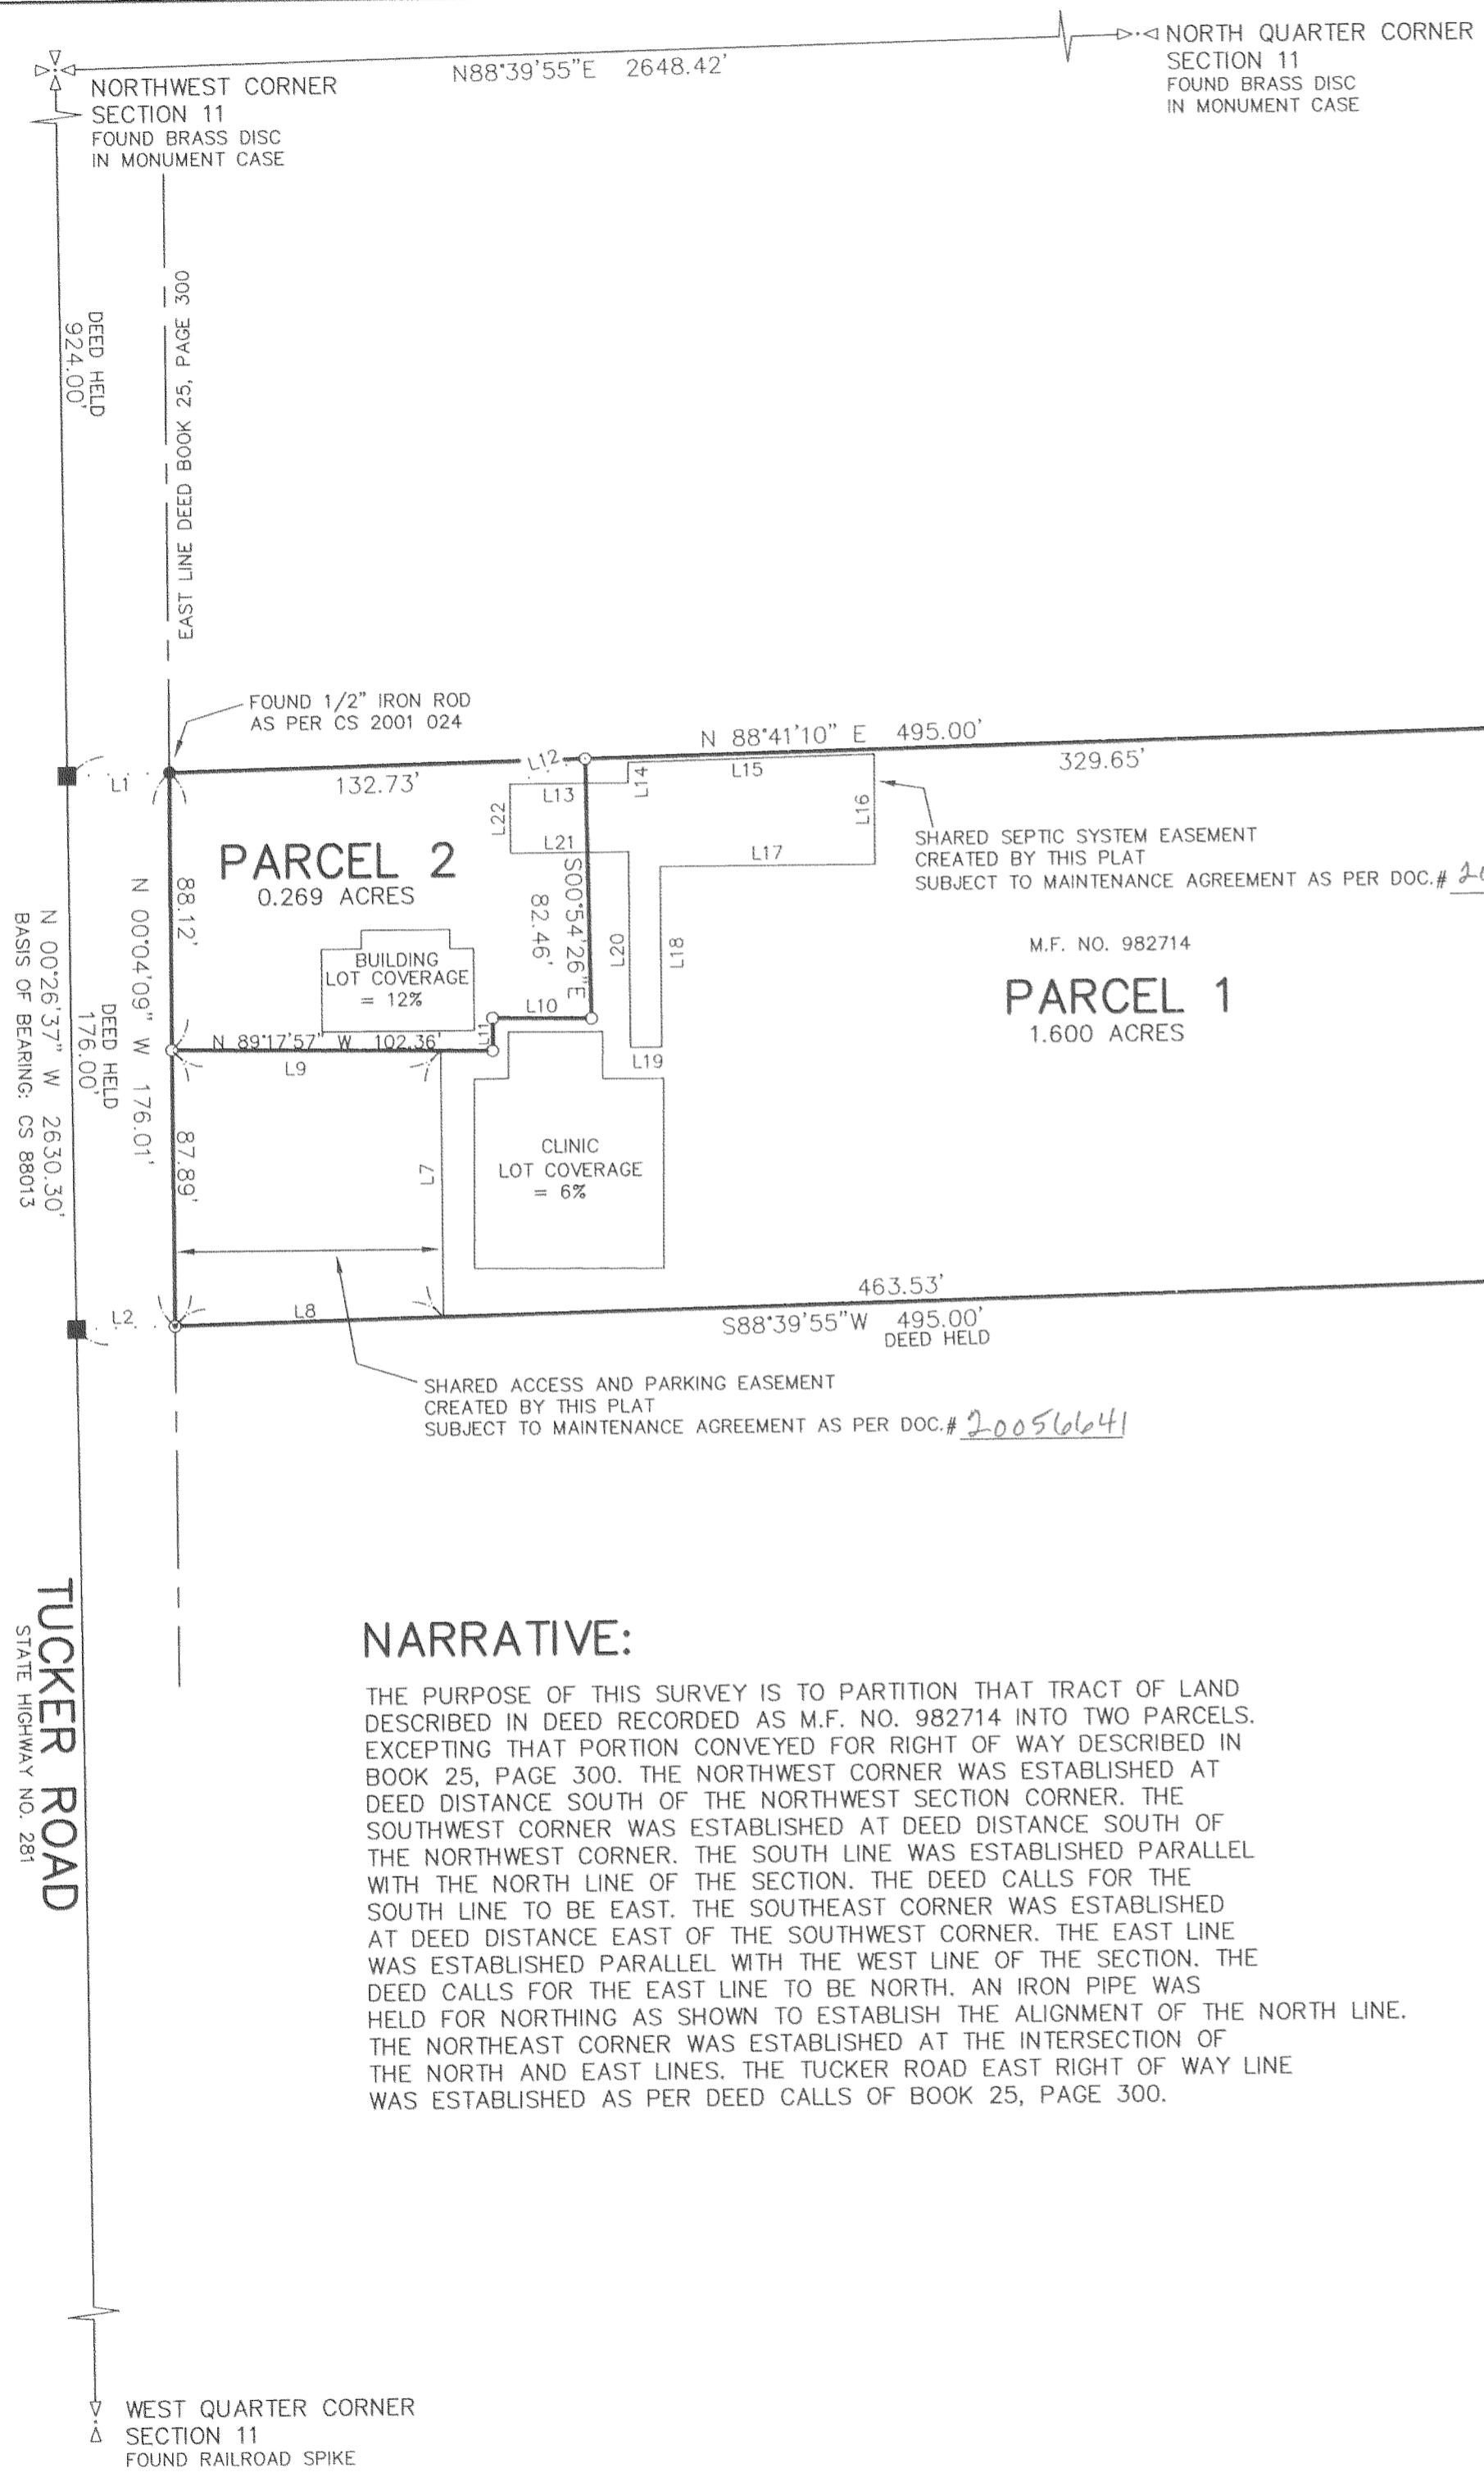 N88°39'55"E 2648.42'
NORTH QUARTER CORNER
SECTION 11
FOUND BRASS DISC
IN MONUMENT CASE
NORTHWEST CORNER
SECTION 11
FOUND BRASS DISC
IN MONUMENT CASE
DEED HELD
924.00'
EAST LINE DEED BOOK 25, PAGE 300
FOUND 1/2" IRON ROD
AS PER CS 2001 024
N 88°41'10" E 495.00'
329.65'
L12
132.73'
L1
L13
L14
L15
L16
L22
L21
L17
SHARED SEPTIC SYSTEM EASEMENT
CREATED BY THIS PLAT
SUBJECT TO MAINTENANCE AGREEMENT AS PER DOC.#
PARCEL 2
0.269 ACRES
88.12'
N 00°04'09" W 176.01'
DEED HELD
176.00'
N 00°26'37" W 2630.30'
BASIS OF BEARING: CS 88013
S00°54'26"E
82.46'
L20
L18
BUILDING
LOT COVERAGE
= 12%
M.F. NO. 982714
PARCEL 1
1.600 ACRES
L10
L11
N 89°17'57" W 102.36'
L9
L19
87.89'
L7
CLINIC
LOT COVERAGE
= 6%
L2
L8
463.53'
S88°39'55"W 495.00'
DEED HELD
SHARED ACCESS AND PARKING EASEMENT
CREATED BY THIS PLAT
SUBJECT TO MAINTENANCE AGREEMENT AS PER DOC.# 20056641
TUCKER ROAD
STATE HIGHWAY NO. 281
NARRATIVE:
THE PURPOSE OF THIS SURVEY IS TO PARTITION THAT TRACT OF LAND
DESCRIBED IN DEED RECORDED AS M.F. NO. 982714 INTO TWO PARCELS.
EXCEPTING THAT PORTION CONVEYED FOR RIGHT OF WAY DESCRIBED IN
BOOK 25, PAGE 300. THE NORTHWEST CORNER WAS ESTABLISHED AT
DEED DISTANCE SOUTH OF THE NORTHWEST SECTION CORNER. THE
SOUTHWEST CORNER WAS ESTABLISHED AT DEED DISTANCE SOUTH OF
THE NORTHWEST CORNER. THE SOUTH LINE WAS ESTABLISHED PARALLEL
WITH THE NORTH LINE OF THE SECTION. THE DEED CALLS FOR THE
SOUTH LINE TO BE EAST. THE SOUTHEAST CORNER WAS ESTABLISHED
AT DEED DISTANCE EAST OF THE SOUTHWEST CORNER. THE EAST LINE
WAS ESTABLISHED PARALLEL WITH THE WEST LINE OF THE SECTION. THE
DEED CALLS FOR THE EAST LINE TO BE NORTH. AN IRON PIPE WAS
HELD FOR NORTHING AS SHOWN TO ESTABLISH THE ALIGNMENT OF THE NORTH LINE.
THE NORTHEAST CORNER WAS ESTABLISHED AT THE INTERSECTION OF
THE NORTH AND EAST LINES. THE TUCKER ROAD EAST RIGHT OF WAY LINE
WAS ESTABLISHED AS PER DEED CALLS OF BOOK 25, PAGE 300.
WEST QUARTER CORNER
SECTION 11
FOUND RAILROAD SPIKE